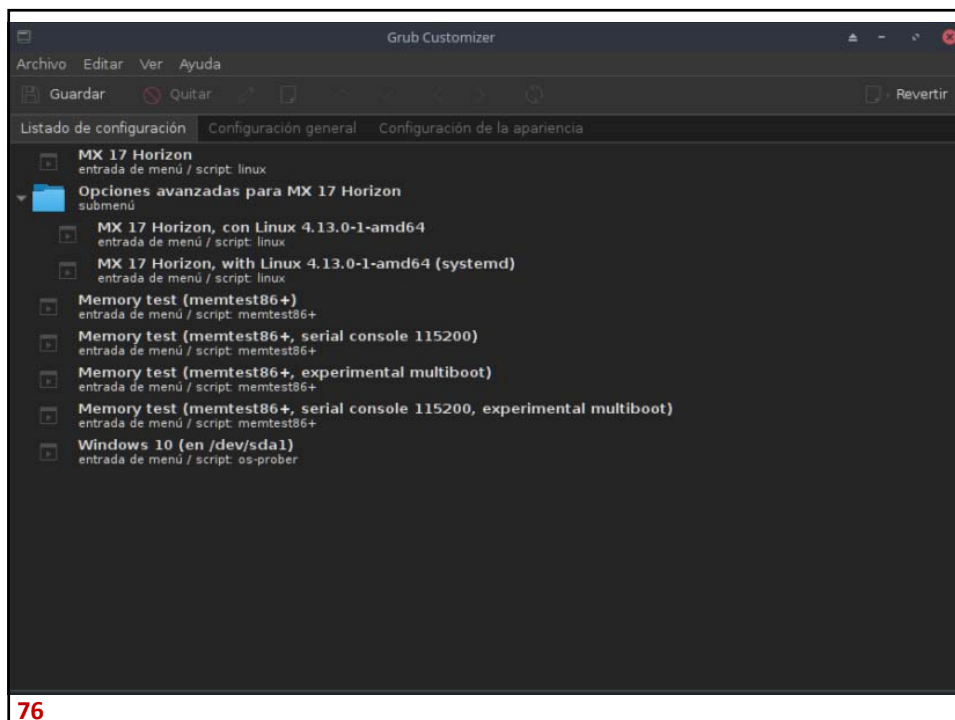 Grub Customizer
Archivo Editar Ver Ayuda
Guardar Quitar Revertir
Listado de configuración Configuración general Configuración de la apariencia
MX 17 Horizon
entrada de menú / script: linux
Opciones avanzadas para MX 17 Horizon
submenú
MX 17 Horizon, con Linux 4.13.0-1-amd64
entrada de menú / script: linux
MX 17 Horizon, with Linux 4.13.0-1-amd64 (systemd)
entrada de menú / script: linux
Memory test (memtest86+)
entrada de menú / script: memtest86+
Memory test (memtest86+, serial console 115200)
entrada de menú / script: memtest86+
Memory test (memtest86+, experimental multiboot)
entrada de menú / script: memtest86+
Memory test (memtest86+, serial console 115200, experimental multiboot)
entrada de menú / script: memtest86+
Windows 10 (en /dev/sda1)
entrada de menú / script: os-prober
76